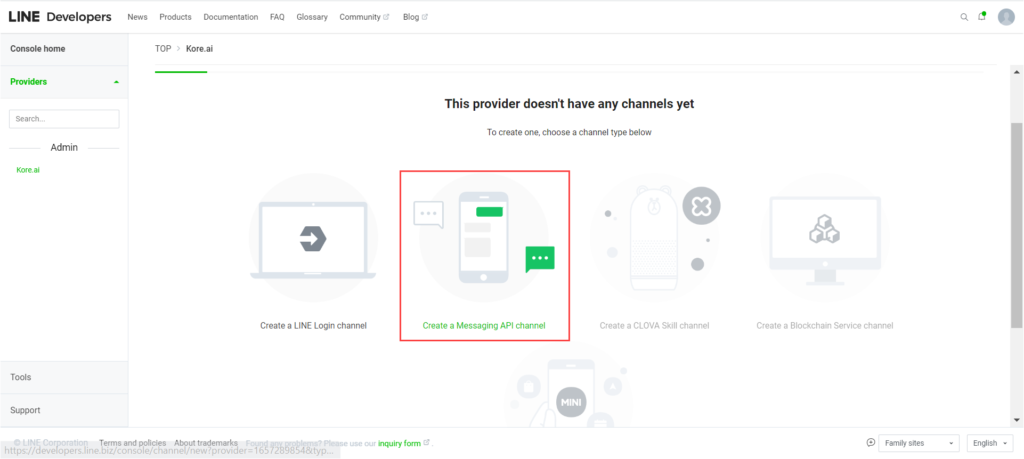 LINE Developers News Products Documentation FAQ Glossary Community Blog
Console home
TOP > Kore.ai
Providers
Search...
Admin
Kore.ai
This provider doesn't have any channels yet
To create one, choose a channel type below
Create a LINE Login channel
Create a Messaging API channel
Create a CLOVA Skill channel
Create a Blockchain Service channel
MINI
Tools
Support
© LINE Corporation Terms and policies About trademarks Found any problems? Please use our inquiry form .
Family sites English
https://developers.line.biz/console/channel/new?provider=1657289854&typ...